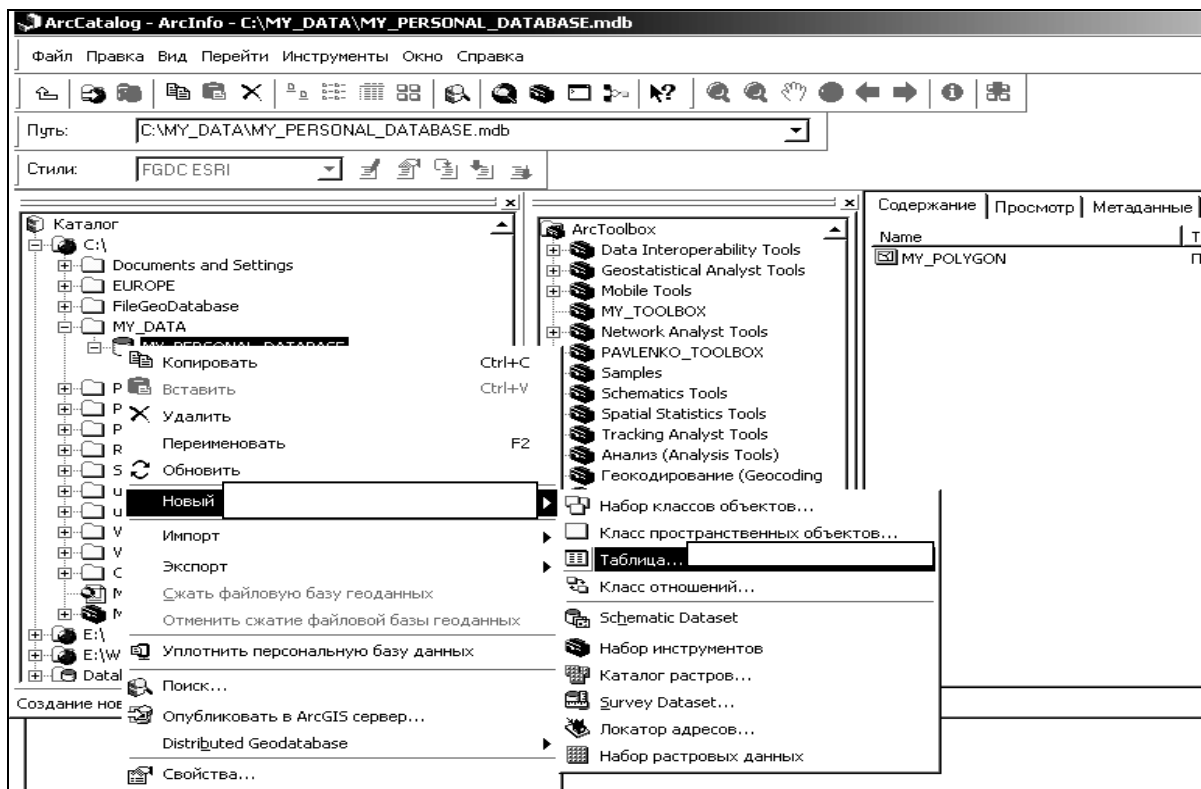 ArcCatalog - ArcInfo - C:\MY_DATA\MY_PERSONAL_DATABASE.mdb
Файл Правка Вид Перейти Инструменты Окно Справка
Путь: C:\MY_DATA\MY_PERSONAL_DATABASE.mdb
Стили: FGDC ESRI
Каталог
C:\
Documents and Settings
EUROPE
FileGeoDatabase
MY_DATA
MY_PERSONAL_DATABASE
P
P
P
R
S
u
u
V
V
C
E:\
E:\W
Datab
Создание нов
Копировать Ctrl+C
Вставить Ctrl+V
Удалить
Переименовать F2
Обновить
Новый
Импорт
Экспорт
Сжать файловую базу геоданных
Отменить сжатие файловой базы геоданных
Уплотнить персональную базу данных
Поиск...
Опубликовать в ArcGIS сервер...
Distributed Geodatabase
Свойства...
ArcToolbox
Data Interoperability Tools
Geostatistical Analyst Tools
Mobile Tools
MY_TOOLBOX
Network Analyst Tools
PAVLENKO_TOOLBOX
Samples
Schematics Tools
Spatial Statistics Tools
Tracking Analyst Tools
Анализ (Analysis Tools)
Геокодирование (Geocoding
Набор классов объектов...
Класс пространственных объектов...
Таблица...
Класс отношений...
Schematic Dataset
Набор инструментов
Каталог растров...
Survey Dataset...
Локатор адресов...
Набор растровых данных
Содержание Просмотр Метаданные
Name T
MY_POLYGON П